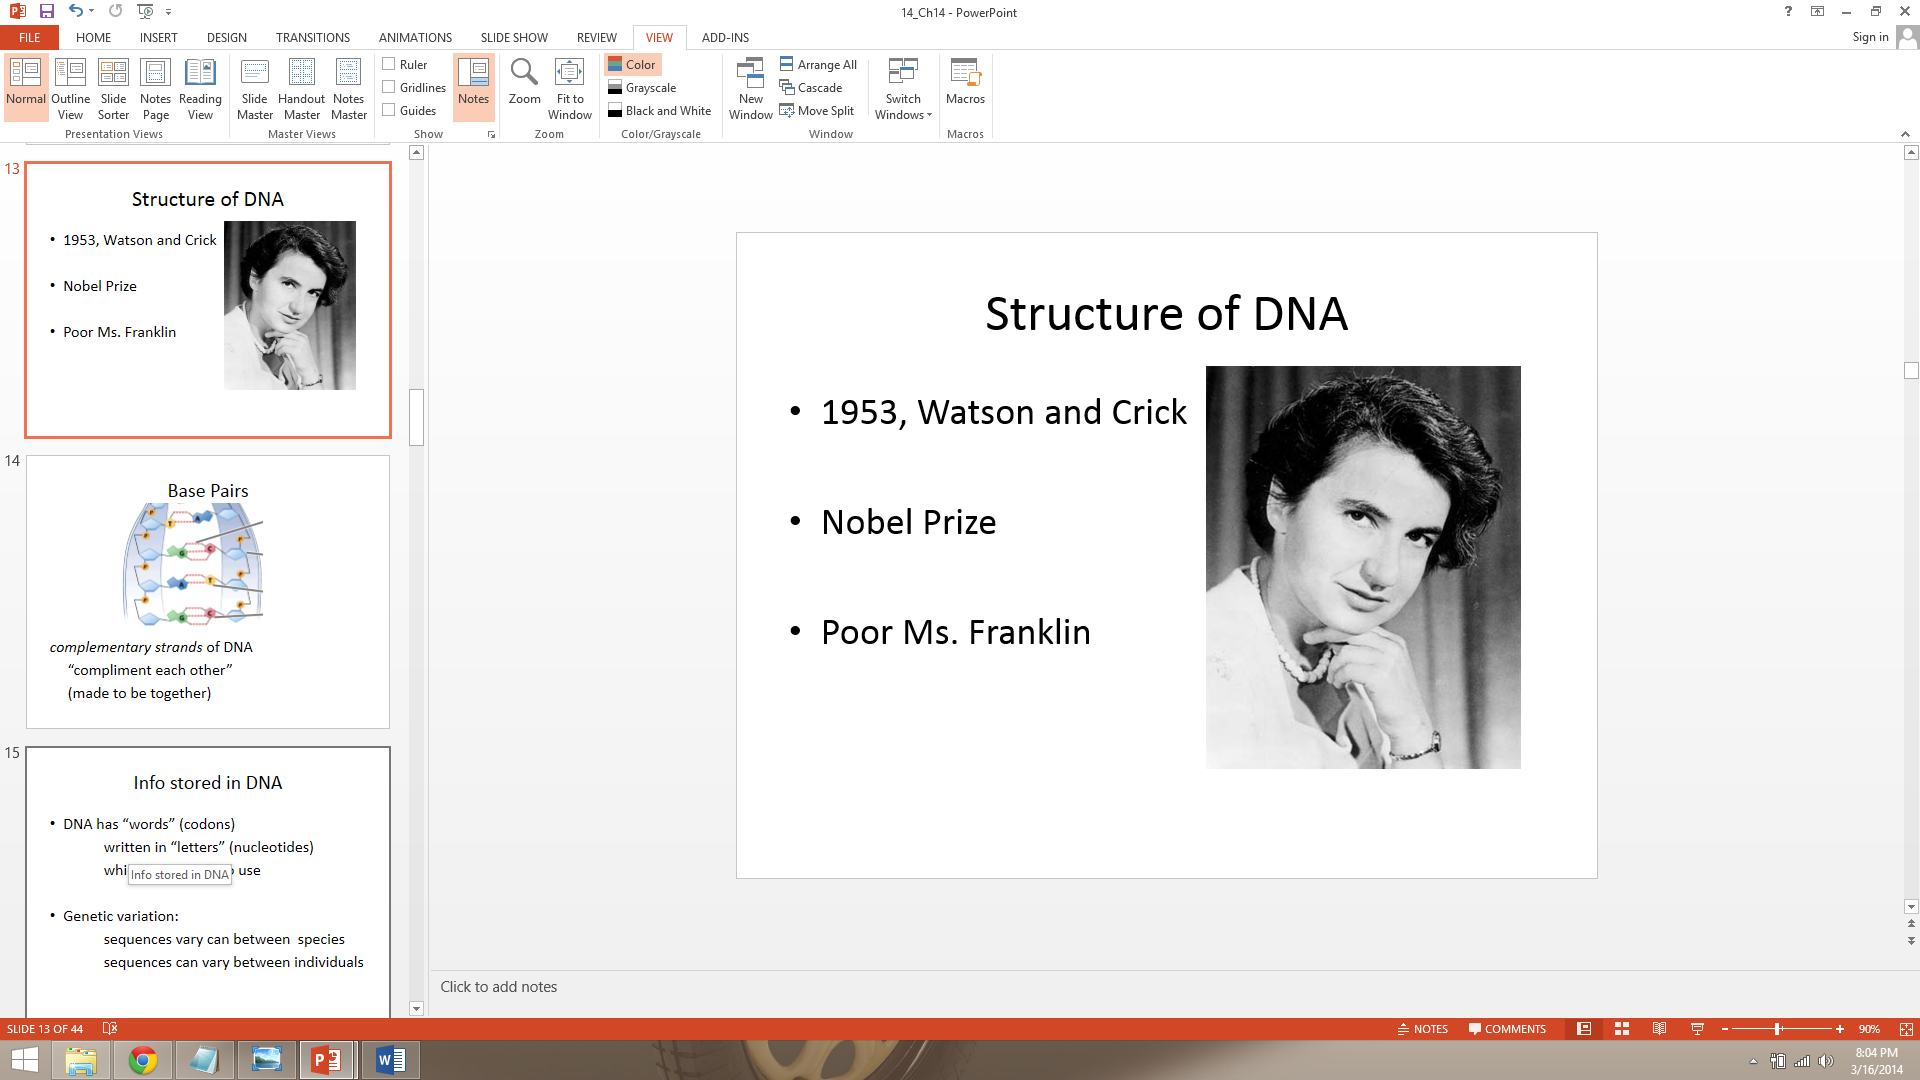 14_Ch14 - PowerPoint
?
FILE HOME INSERT DESIGN TRANSITIONS ANIMATIONS SLIDE SHOW REVIEW VIEW ADD-INS
Sign in
Normal
Outline View
Slide Sorter
Notes Page
Reading View
Presentation Views
Slide Master
Handout Master
Notes Master
Master Views
Ruler
Gridlines
Guides
Notes
Show
Zoom
Fit to Window
Zoom
Color
Grayscale
Black and White
Color/Grayscale
New Window
Arrange All
Cascade
Move Split
Switch Windows
Window
Macros
Macros
13
Structure of DNA
• 1953, Watson and Crick
• Nobel Prize
• Poor Ms. Franklin
14
Base Pairs
P T A
P G C P
P A T P
P G C P
complementary strands of DNA
“compliment each other”
(made to be together)
15
Info stored in DNA
• DNA has “words” (codons)
written in “letters” (nucleotides)
use
Info stored in DNA
• Genetic variation:
sequences vary can between species
sequences can vary between individuals
Structure of DNA
• 1953, Watson and Crick
• Nobel Prize
• Poor Ms. Franklin
Click to add notes
SLIDE 13 OF 44
NOTES COMMENTS 90%
8:04 PM
3/16/2014